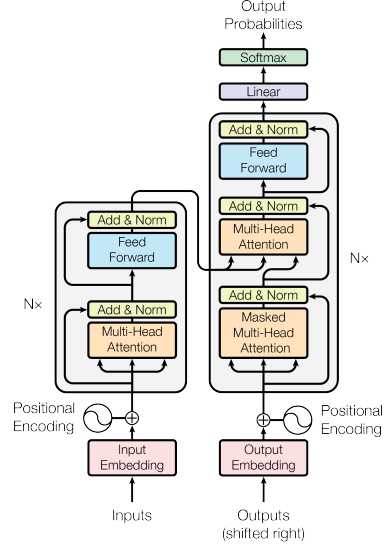 Output
Probabilities
Softmax
Linear
Add & Norm
Feed
Forward
Add & Norm
Multi-Head
Attention
Add & Norm
Masked
Multi-Head
Attention
N×
Add & Norm
Feed
Forward
Add & Norm
Multi-Head
Attention
N×
Positional
Encoding
Positional
Encoding
Input
Embedding
Output
Embedding
Inputs
Outputs
(shifted right)